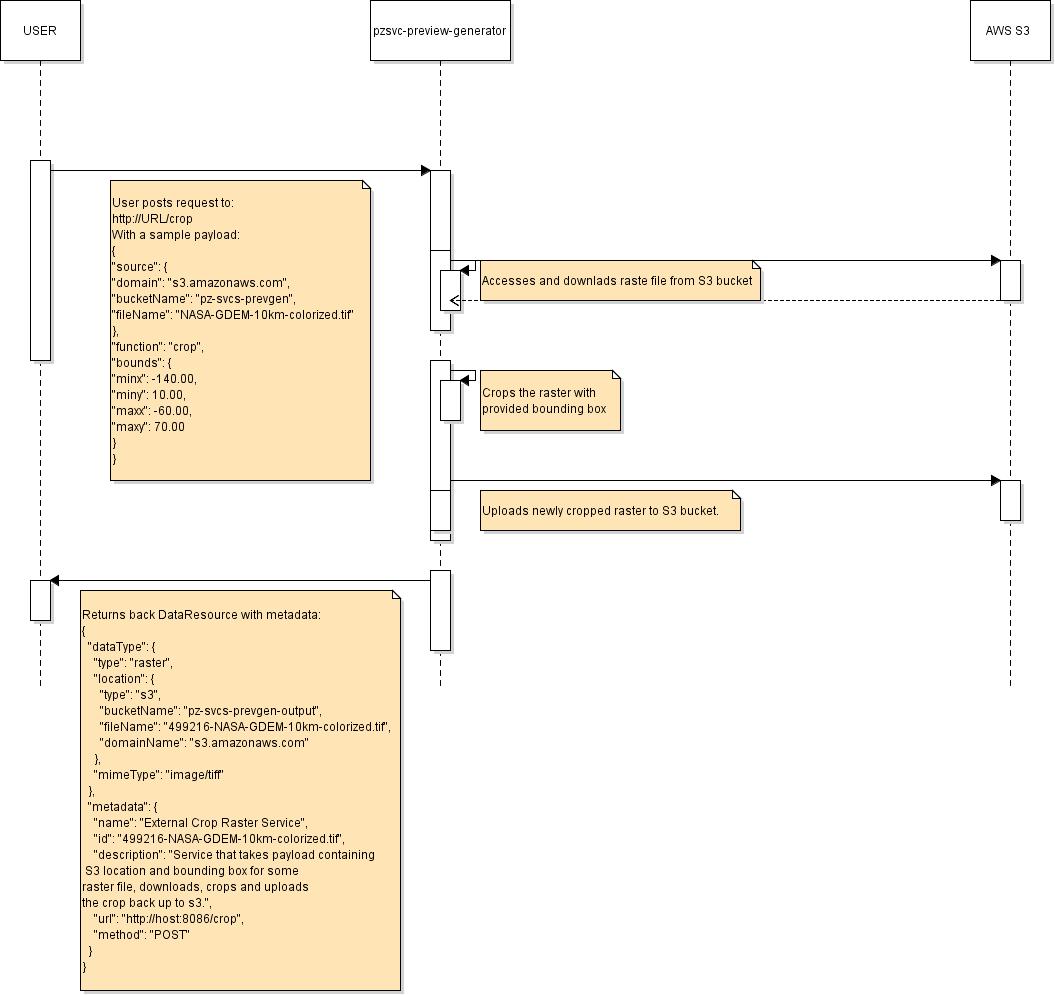 USER
pzsvc-preview-generator
AWS S3
User posts request to:
http://URL/crop
With a sample payload:
{
"source": {
"domain": "s3.amazonaws.com",
"bucketName": "pz-svcs-prevgen",
"fileName": "NASA-GDEM-10km-colorized.tif"
},
"function": "crop",
"bounds": {
"minx": -140.00,
"miny": 10.00,
"maxx": -60.00,
"maxy": 70.00
}
}
Accesses and downlads raste file from S3 bucket
Crops the raster with
provided bounding box
Uploads newly cropped raster to S3 bucket.
Returns back DataResource with metadata:
{
"dataType": {
"type": "raster",
"location": {
"type": "s3",
"bucketName": "pz-svcs-prevgen-output",
"fileName": "499216-NASA-GDEM-10km-colorized.tif",
"domainName": "s3.amazonaws.com"
},
"mimeType": "image/tiff"
},
"metadata": {
"name": "External Crop Raster Service",
"id": "499216-NASA-GDEM-10km-colorized.tif",
"description": "Service that takes payload containing
S3 location and bounding box for some
raster file, downloads, crops and uploads
the crop back up to s3.",
"url": "http://host:8086/crop",
"method": "POST"
}
}